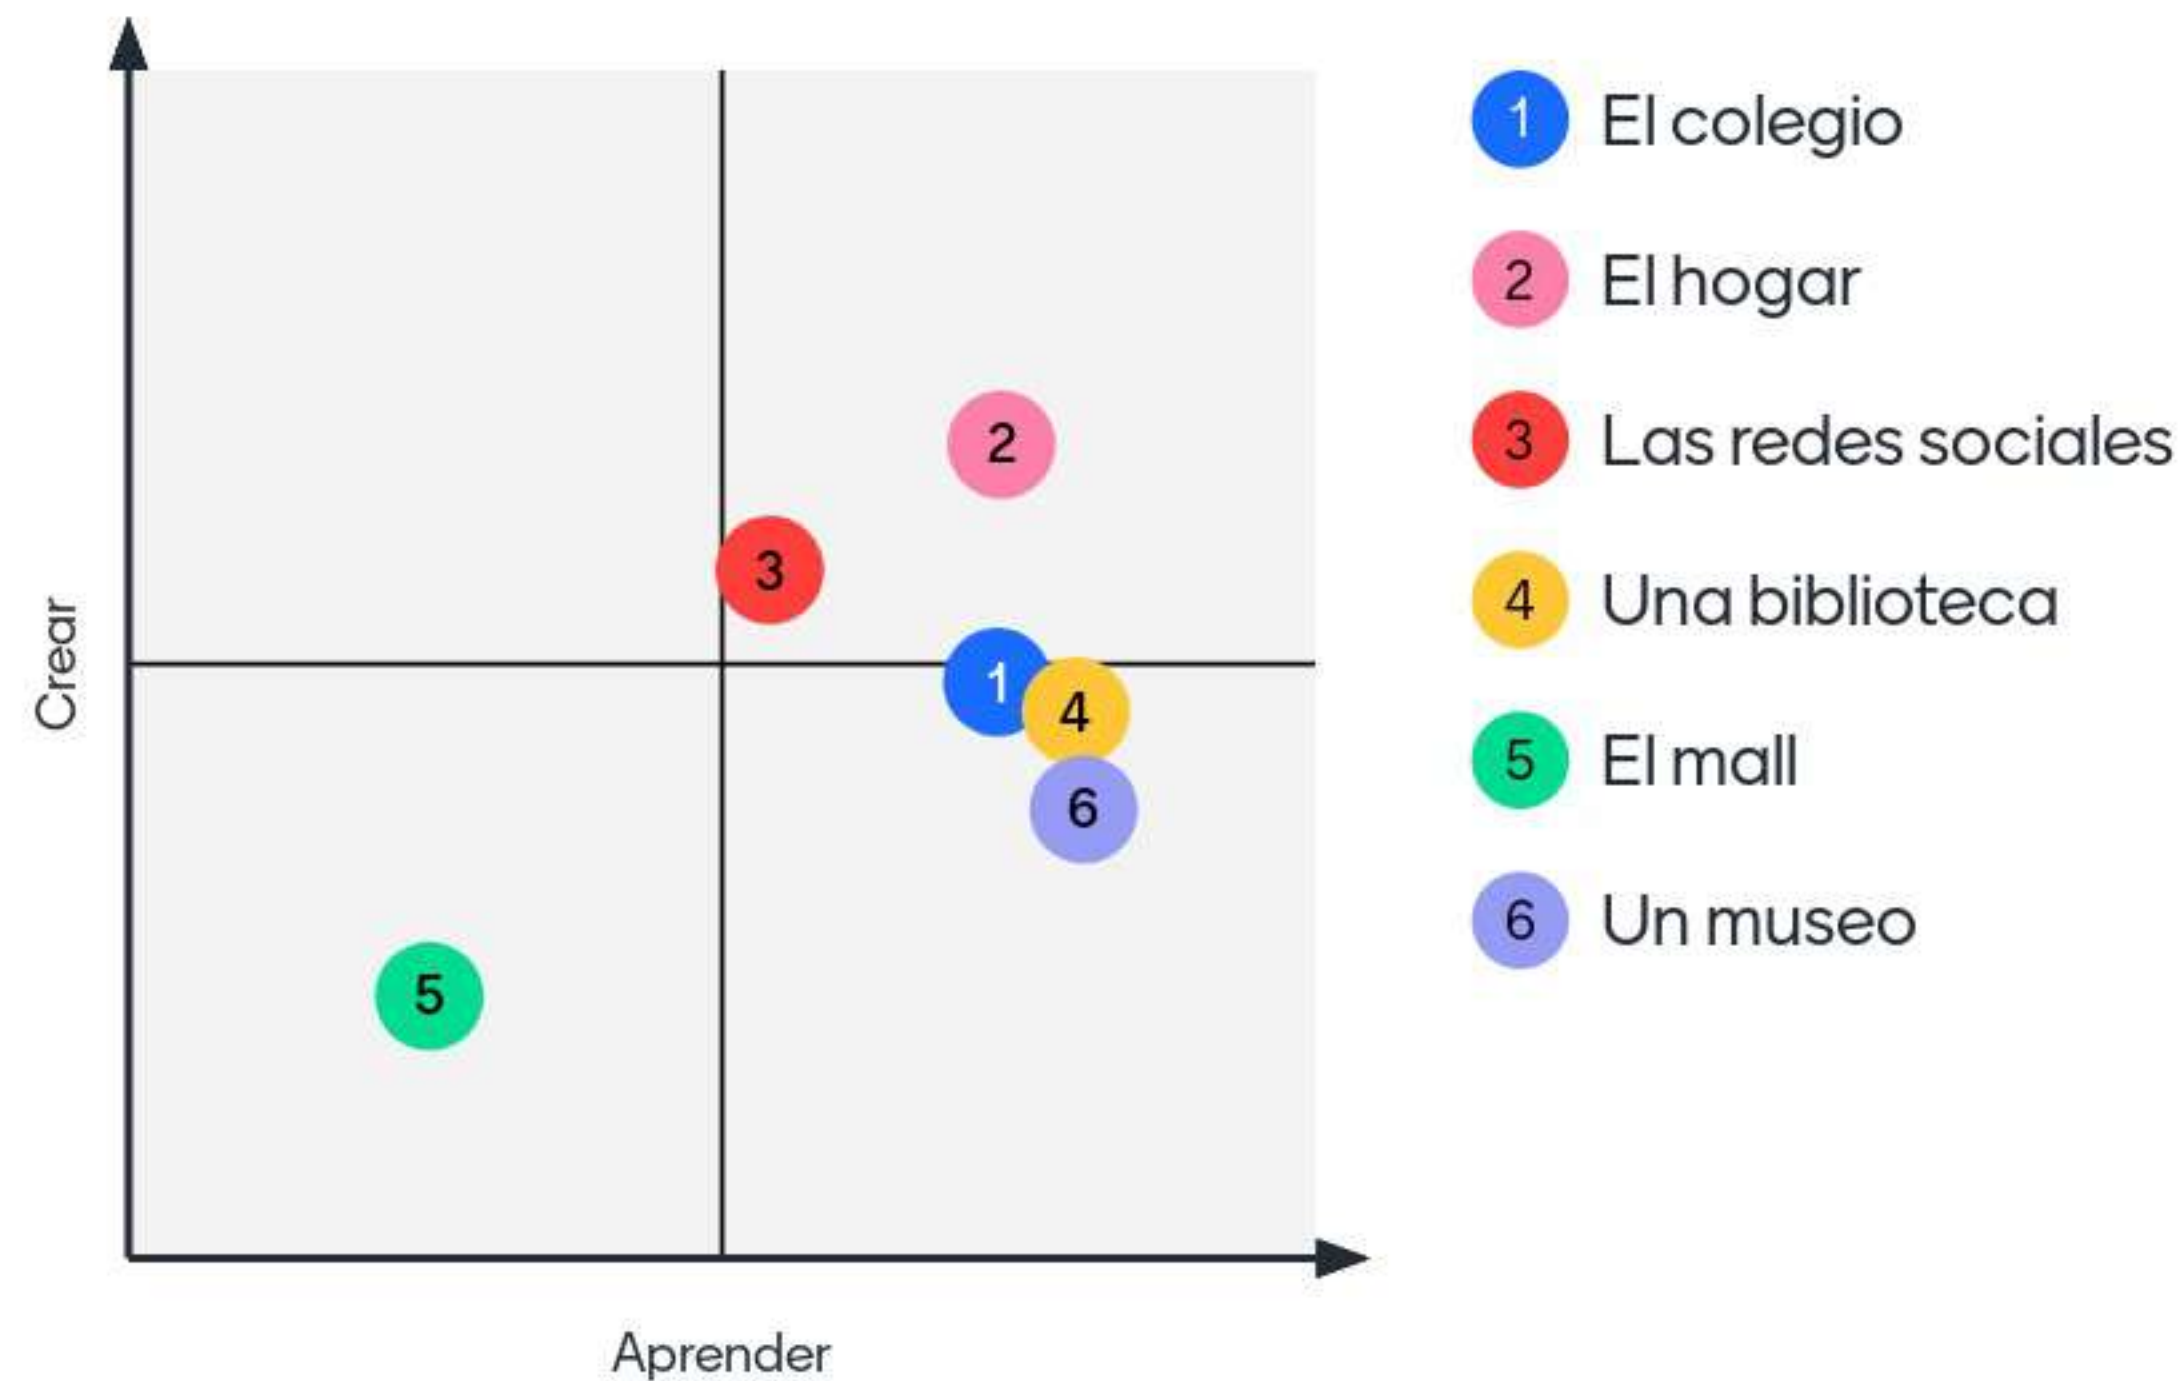 1 El colegio
2 El hogar
3 Las redes sociales
4 Una biblioteca
5 El mall
6 Un museo
2
3
1
4
6
5
Crear
Aprender